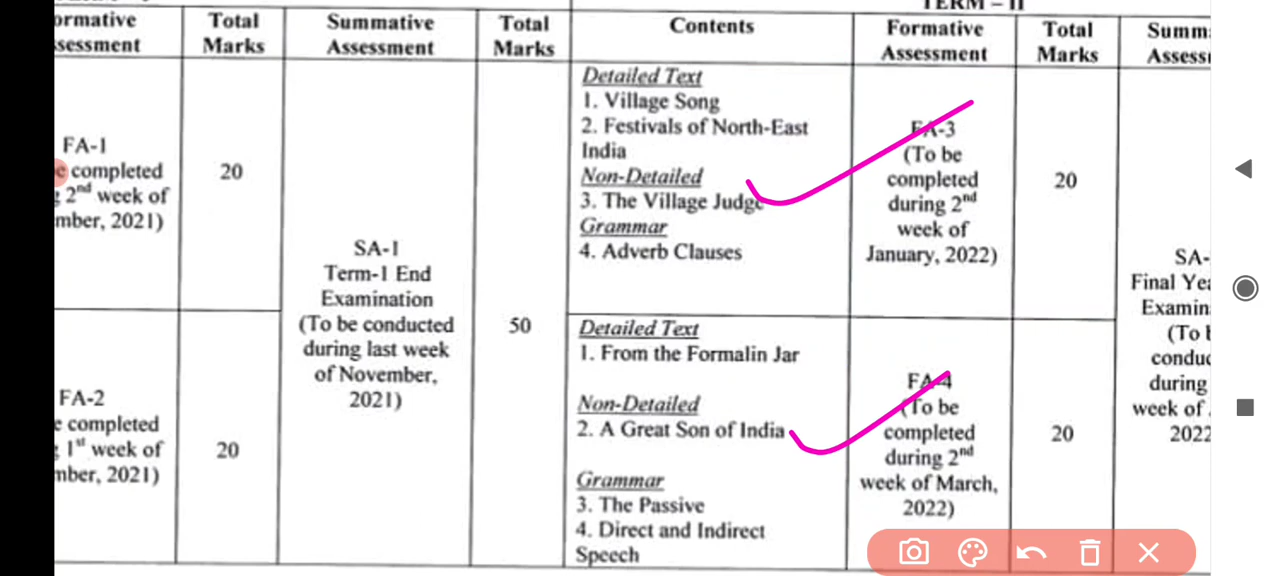 TERM – II
Total
Marks
Summative
Assessment
Total
Marks
Contents
Formative
Assessment
Total
Marks
FA-1
completed
2nd week of
2021)
20
SA-1
Term-1 End
Examination
(To be conducted
during last week
of November,
2021)
50
Detailed Text
1. Village Song
2. Festivals of North-East
India
Non-Detailed
3. The Village Judge
Grammar
4. Adverb Clauses
FA-3
(To be
completed
during 2nd
week of
January, 2022)
20
SA-
Final
(To
during
week of
FA-2
completed
1st week of
2021)
20
Detailed Text
1. From the Formalin Jar
Non-Detailed
2. A Great Son of India
Grammar
3. The Passive
4. Direct and Indirect
Speech
FA-4
(To be
completed
during 2nd
week of March,
2022)
20